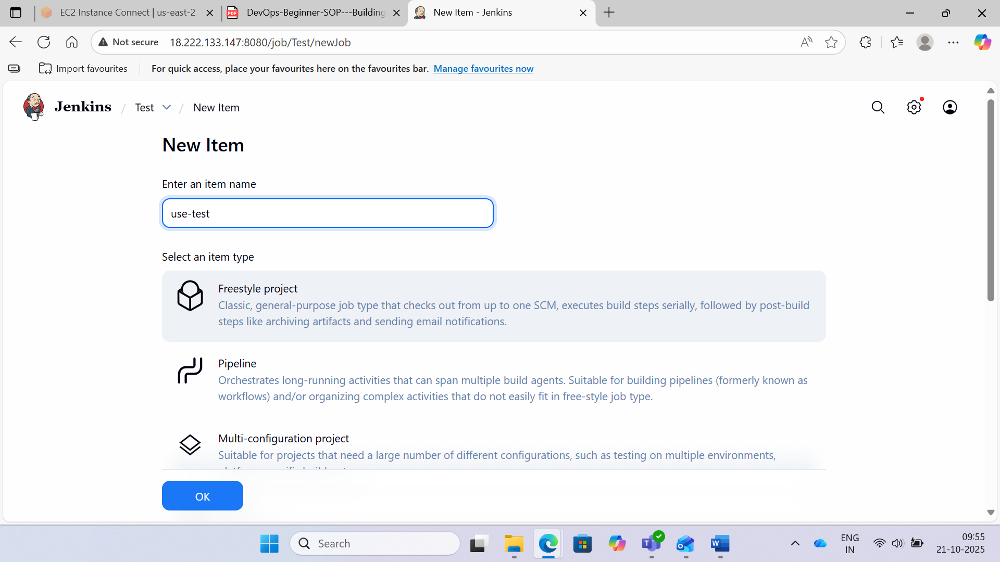 EC2 Instance Connect | us-east-2
DevOps-Beginner-SOP---Building
New Item - Jenkins
Not secure
18.222.133.147:8080/job/Test/newJob
Import favourites
For quick access, place your favourites here on the favourites bar. Manage favourites now
Jenkins / Test / New Item
New Item
Enter an item name
use-test
Select an item type
Freestyle project
Classic, general-purpose job type that checks out from up to one SCM, executes build steps serially, followed by post-build
steps like archiving artifacts and sending email notifications.
Pipeline
Orchestrates long-running activities that can span multiple build agents. Suitable for building pipelines (formerly known as
workflows) and/or organizing complex activities that do not easily fit in free-style job type.
Multi-configuration project
Suitable for projects that need a large number of different configurations, such as testing on multiple environments,
OK
Search
ENG
IN
09:55
21-10-2025